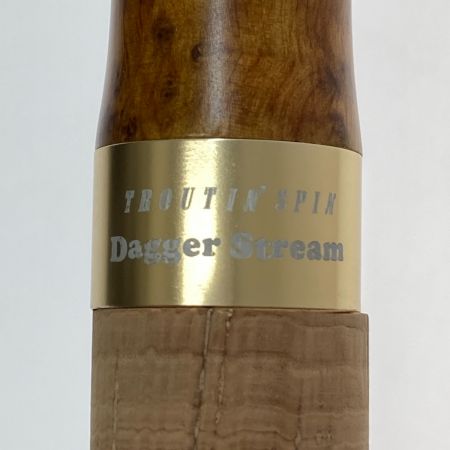 TROUTIN' SPIN
Dagger Stream